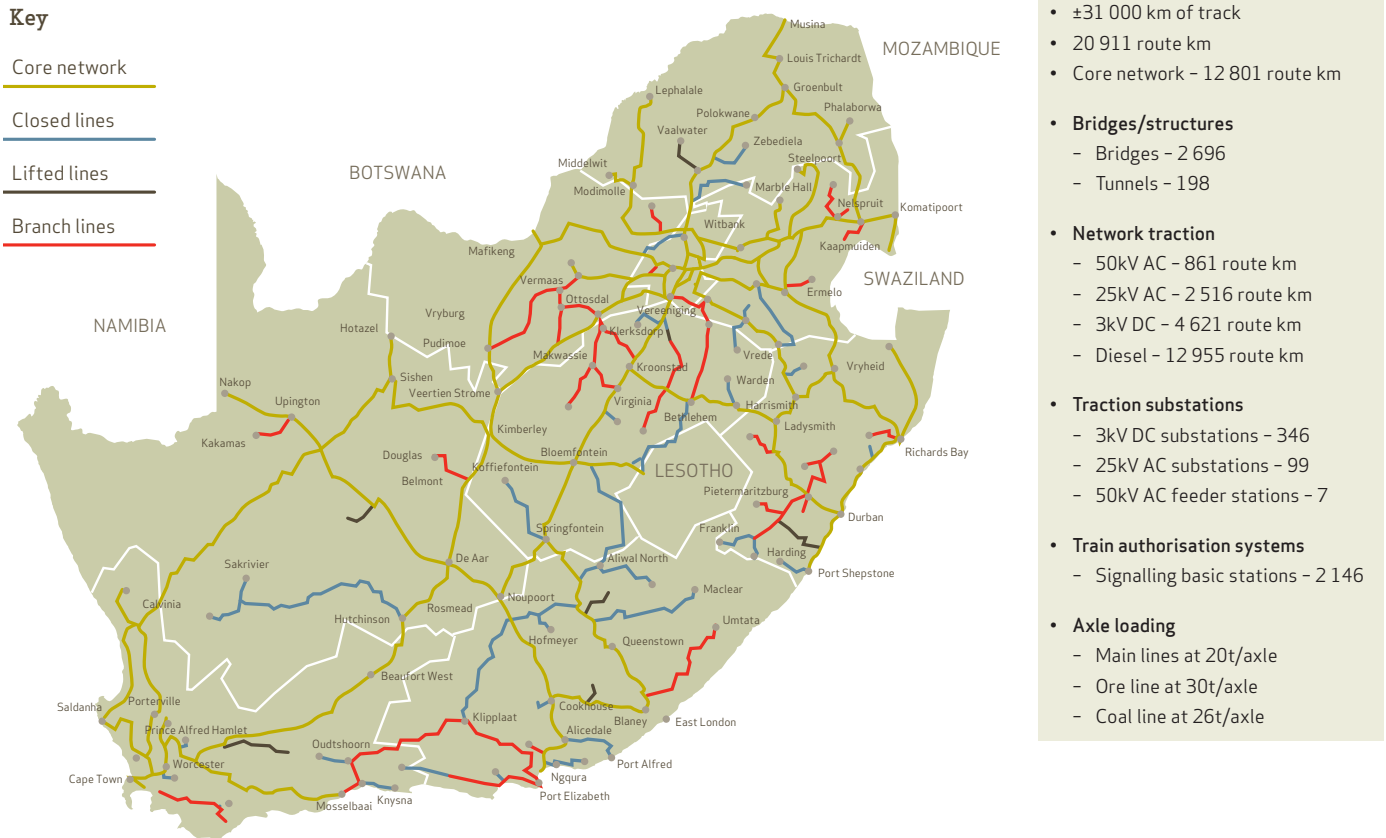 Key
Core network
Closed lines
Lifted lines
Branch lines
Musina
MOZAMBIQUE
Louis Trichardt
Lephalale
Groenbult
Polokwane
Phalaborwa
Vaalwater
Zebediela
Steelpoort
Middelwit
BOTSWANA
Modimolle
Marble Hall
Nelspruit
Komatipoort
Witbank
Mafikeng
Kaapmuiden
SWAZILAND
Vermaas
Ottosdal
Ermelo
Vereeniging
NAMIBIA
Vryburg
Hotazel
Klerksdorp
Pudimoe
Makwassie
Vrede
Kroonstad
Vryheid
Nakop
Sishen
Warden
Veertien Strome
Upington
Virginia
Harrismith
Bethlehem
Ladysmith
Kakamas
Kimberley
Douglas
Bloemfontein
Richards Bay
Koffiefontein
LESOTHO
Belmont
Pietermaritzburg
Durban
Springfontein
Franklin
Harding
De Aar
Aliwal North
Port Shepstone
Sakrivier
Maclear
Calvinia
Noupoort
Rosmead
Hutchinson
Umtata
Hofmeyer
Queenstown
Beaufort West
Saldanha
Porterville
Cookhouse
Klipplaat
Blaney
East London
Prince Alfred Hamlet
Alicedale
Oudtshoorn
Worcester
Port Alfred
Cape Town
Ngqura
Knysna
Port Elizabeth
Mosselbaai
• ±31 000 km of track
• 20 911 route km
• Core network – 12 801 route km
• Bridges/structures
– Bridges – 2 696
– Tunnels – 198
• Network traction
– 50kV AC – 861 route km
– 25kV AC – 2 516 route km
– 3kV DC – 4 621 route km
– Diesel – 12 955 route km
• Traction substations
– 3kV DC substations – 346
– 25kV AC substations – 99
– 50kV AC feeder stations – 7
• Train authorisation systems
– Signalling basic stations – 2 146
• Axle loading
– Main lines at 20t/axle
– Ore line at 30t/axle
– Coal line at 26t/axle